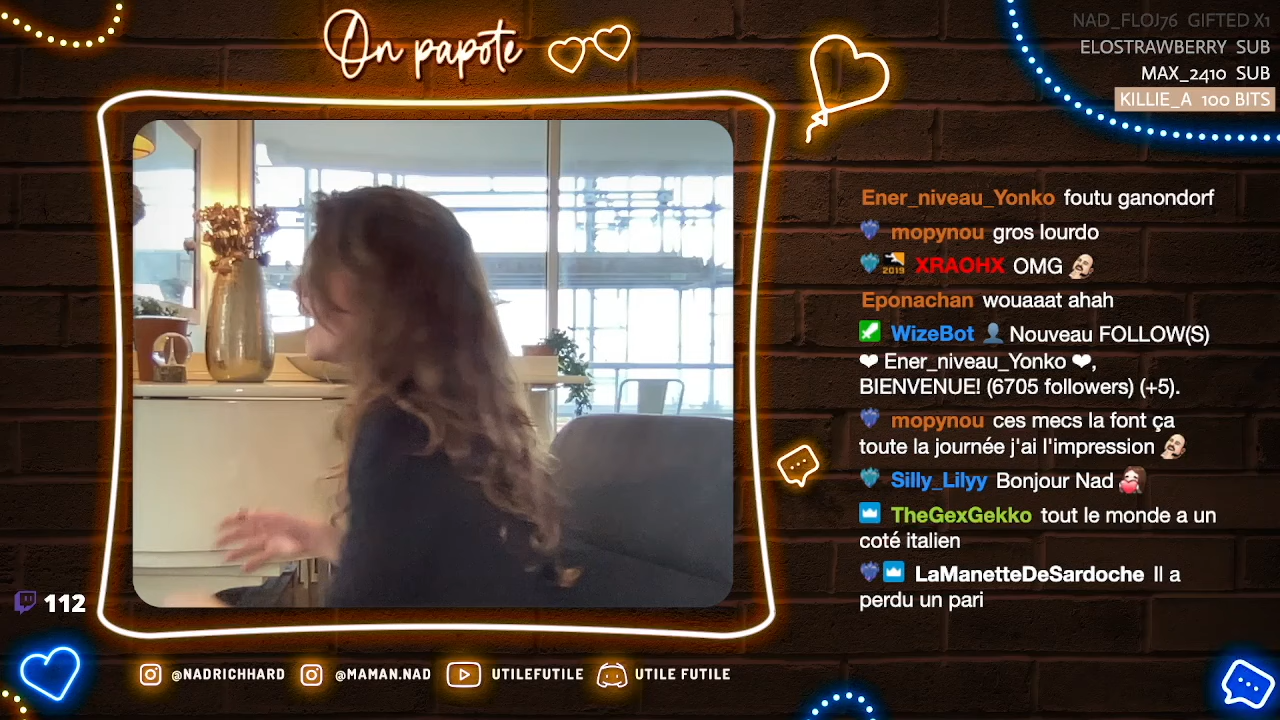 On papote
NAD_FLOJ76 GIFTED X1
ELOSTRAWBERRY SUB
MAX_2410 SUB
KILLIE_A 100 BITS
Ener_niveau_Yonko foutu ganondorf
mopynou gros lourdo
2019 XRAOHX OMG
Eponachan wouaaat ahah
WizeBot Nouveau FOLLOW(S)
❤ Ener_niveau_Yonko ❤,
BIENVENUE! (6705 followers) (+5).
mopynou ces mecs la font ça
toute la journée j'ai l'impression
Silly_Lilyy Bonjour Nad
TheGexGekko tout le monde a un
coté italien
LaManetteDeSardoche Il a
perdu un pari
112
@NADRICHHARD @MAMAN.NAD UTILEFUTILE UTILE FUTILE